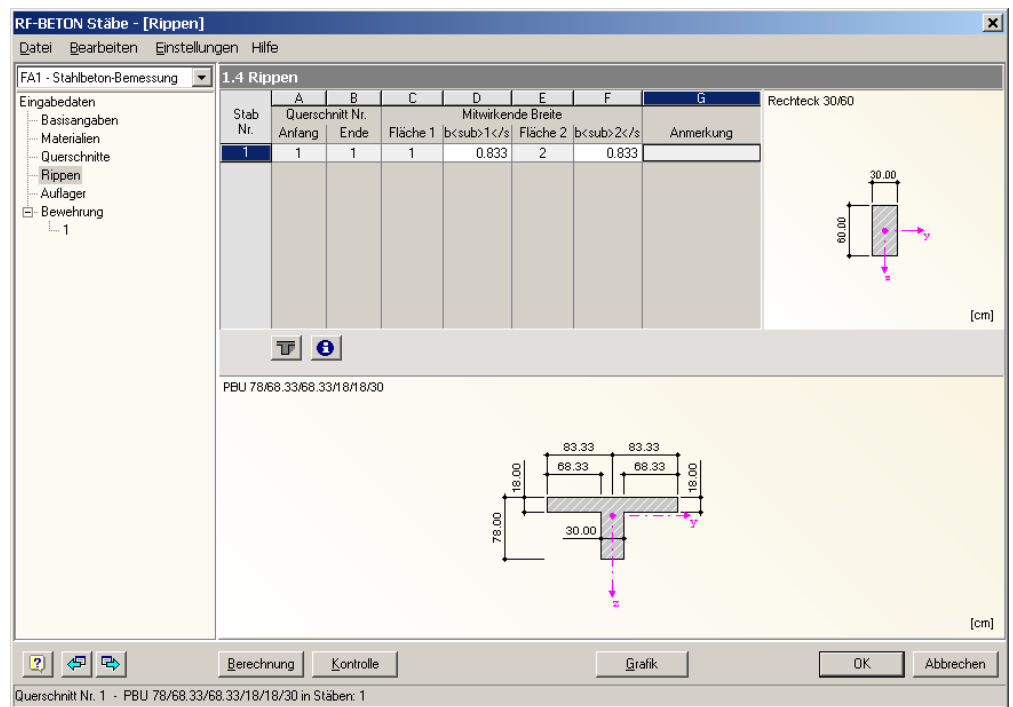 RF-BETON Stäbe - [Rippen]
Datei Bearbeiten Einstellungen Hilfe
FA1 - Stahlbeton-Bemessung
Eingabedaten
Basisangaben
Materialien
Querschnitte
Rippen
Auflager
Bewehrung
1
1.4 Rippen
A B C D E F G
Stab Querschnitt Nr. Mitwirkende Breite
Nr. Anfang Ende Fläche 1 b<sub>1</s Fläche 2 b<sub>2</s Anmerkung
1 1 1 1 0.833 2 0.833
Rechteck 30/60
30.00
60.00
y
z
[cm]
PBU 78/68.33/68.33/18/18/30
83.33 83.33
68.33 68.33
18.00 18.00
78.00
30.00
y
z
[cm]
Berechnung Kontrolle Grafik OK Abbrechen
Querschnitt Nr. 1 - PBU 78/68.33/68.33/18/18/30 in Stäben: 1